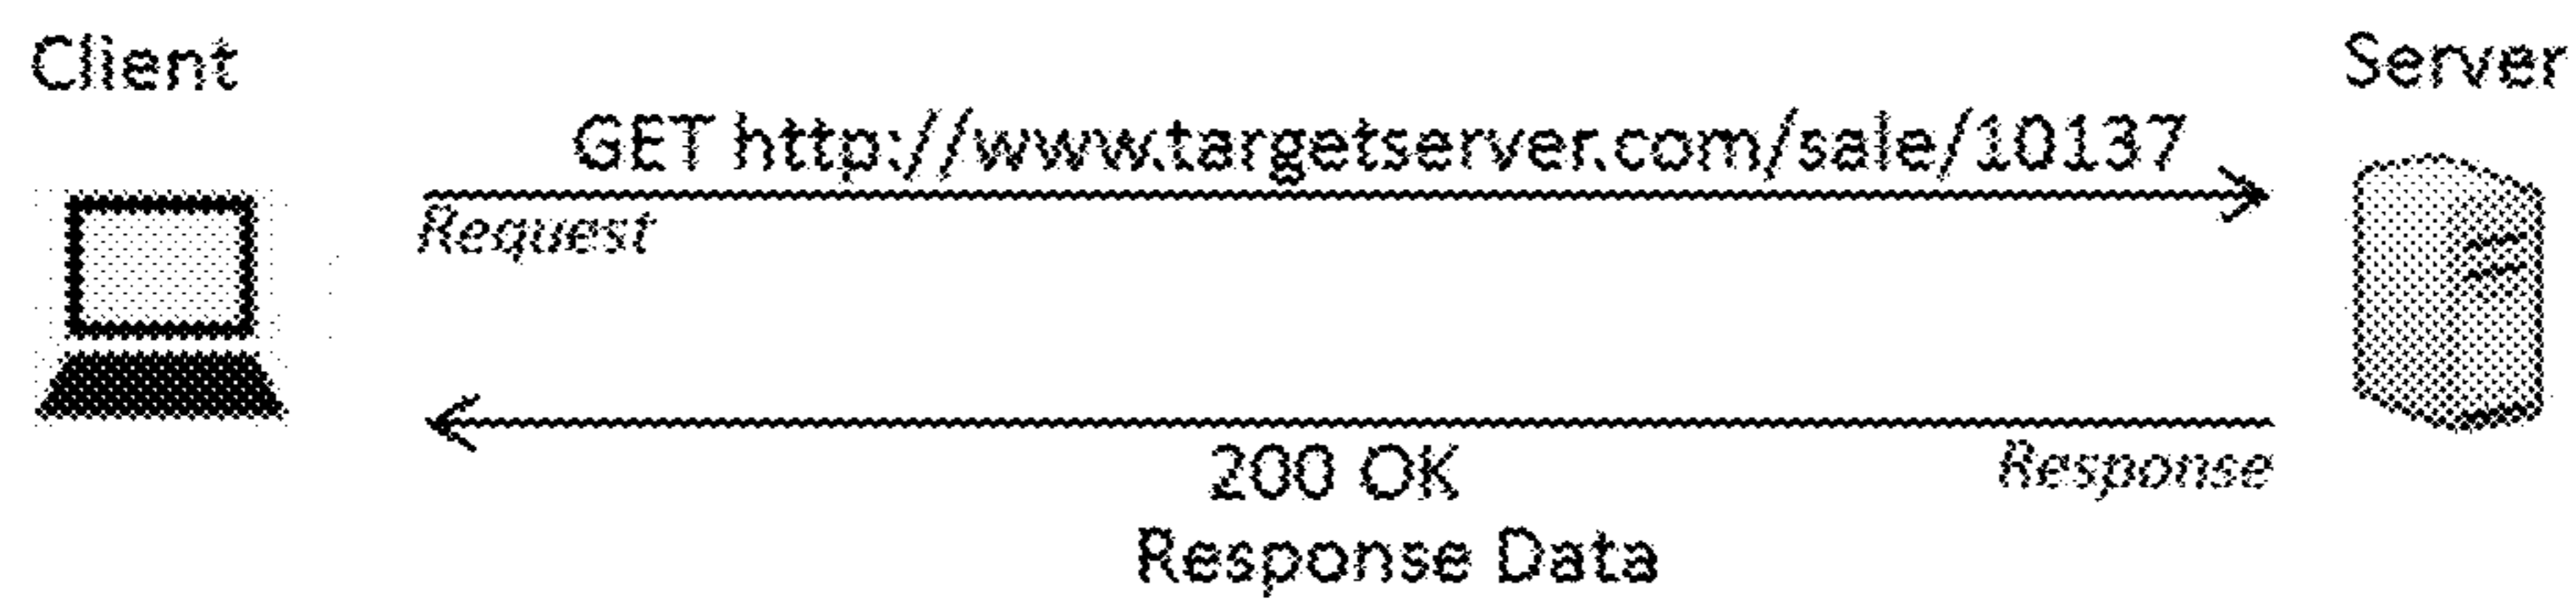 Client
Server
GET http://www.targetserver.com/sale/10137
Request
200 OK
Response
Response Data